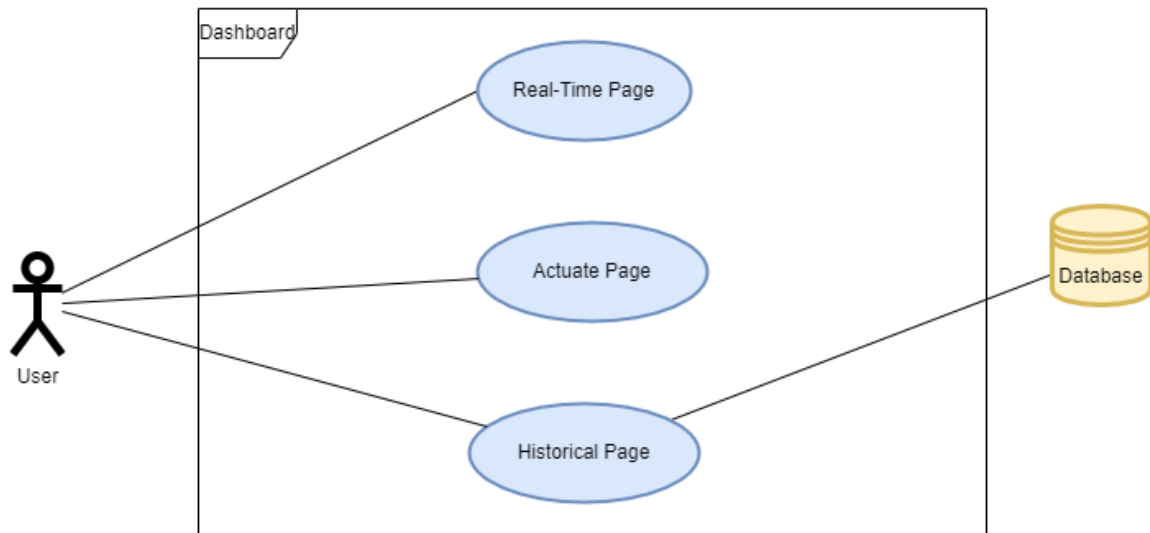 Dashboard
Real-Time Page
Actuate Page
Database
User
Historical Page